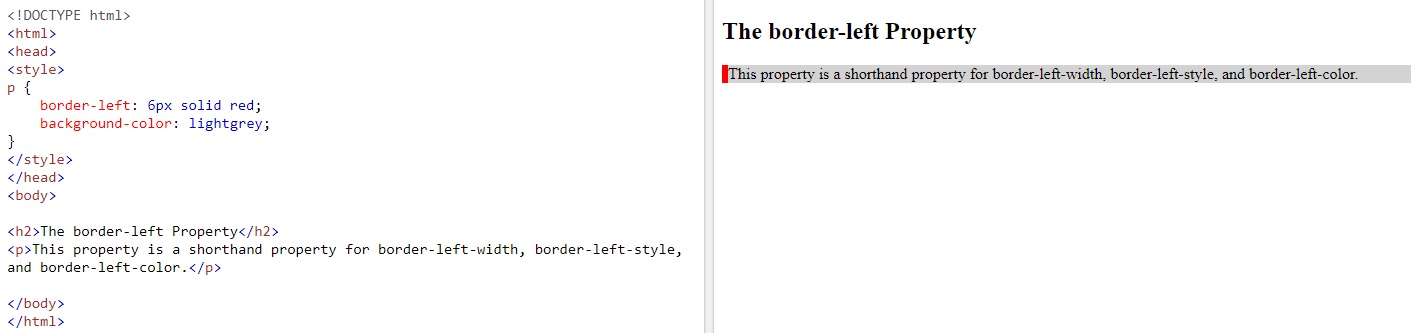 <!DOCTYPE html>
<html>
<head>
<style>
p {
    border-left: 6px solid red;
    background-color: lightgrey;
}
</style>
</head>
<body>

<h2>The border-left Property</h2>
<p>This property is a shorthand property for border-left-width, border-left-style,
and border-left-color.</p>

</body>
</html>
The border-left Property
This property is a shorthand property for border-left-width, border-left-style, and border-left-color.